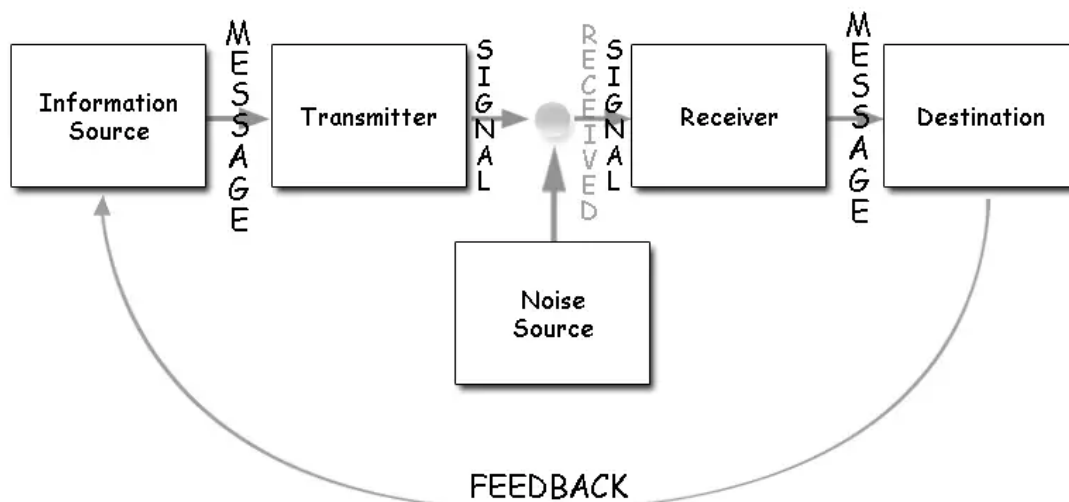 Information
Source
MESSAGE
Transmitter
SIGNAL
RECEIVED
SIGNAL
Receiver
MESSAGE
Destination
Noise
Source
FEEDBACK